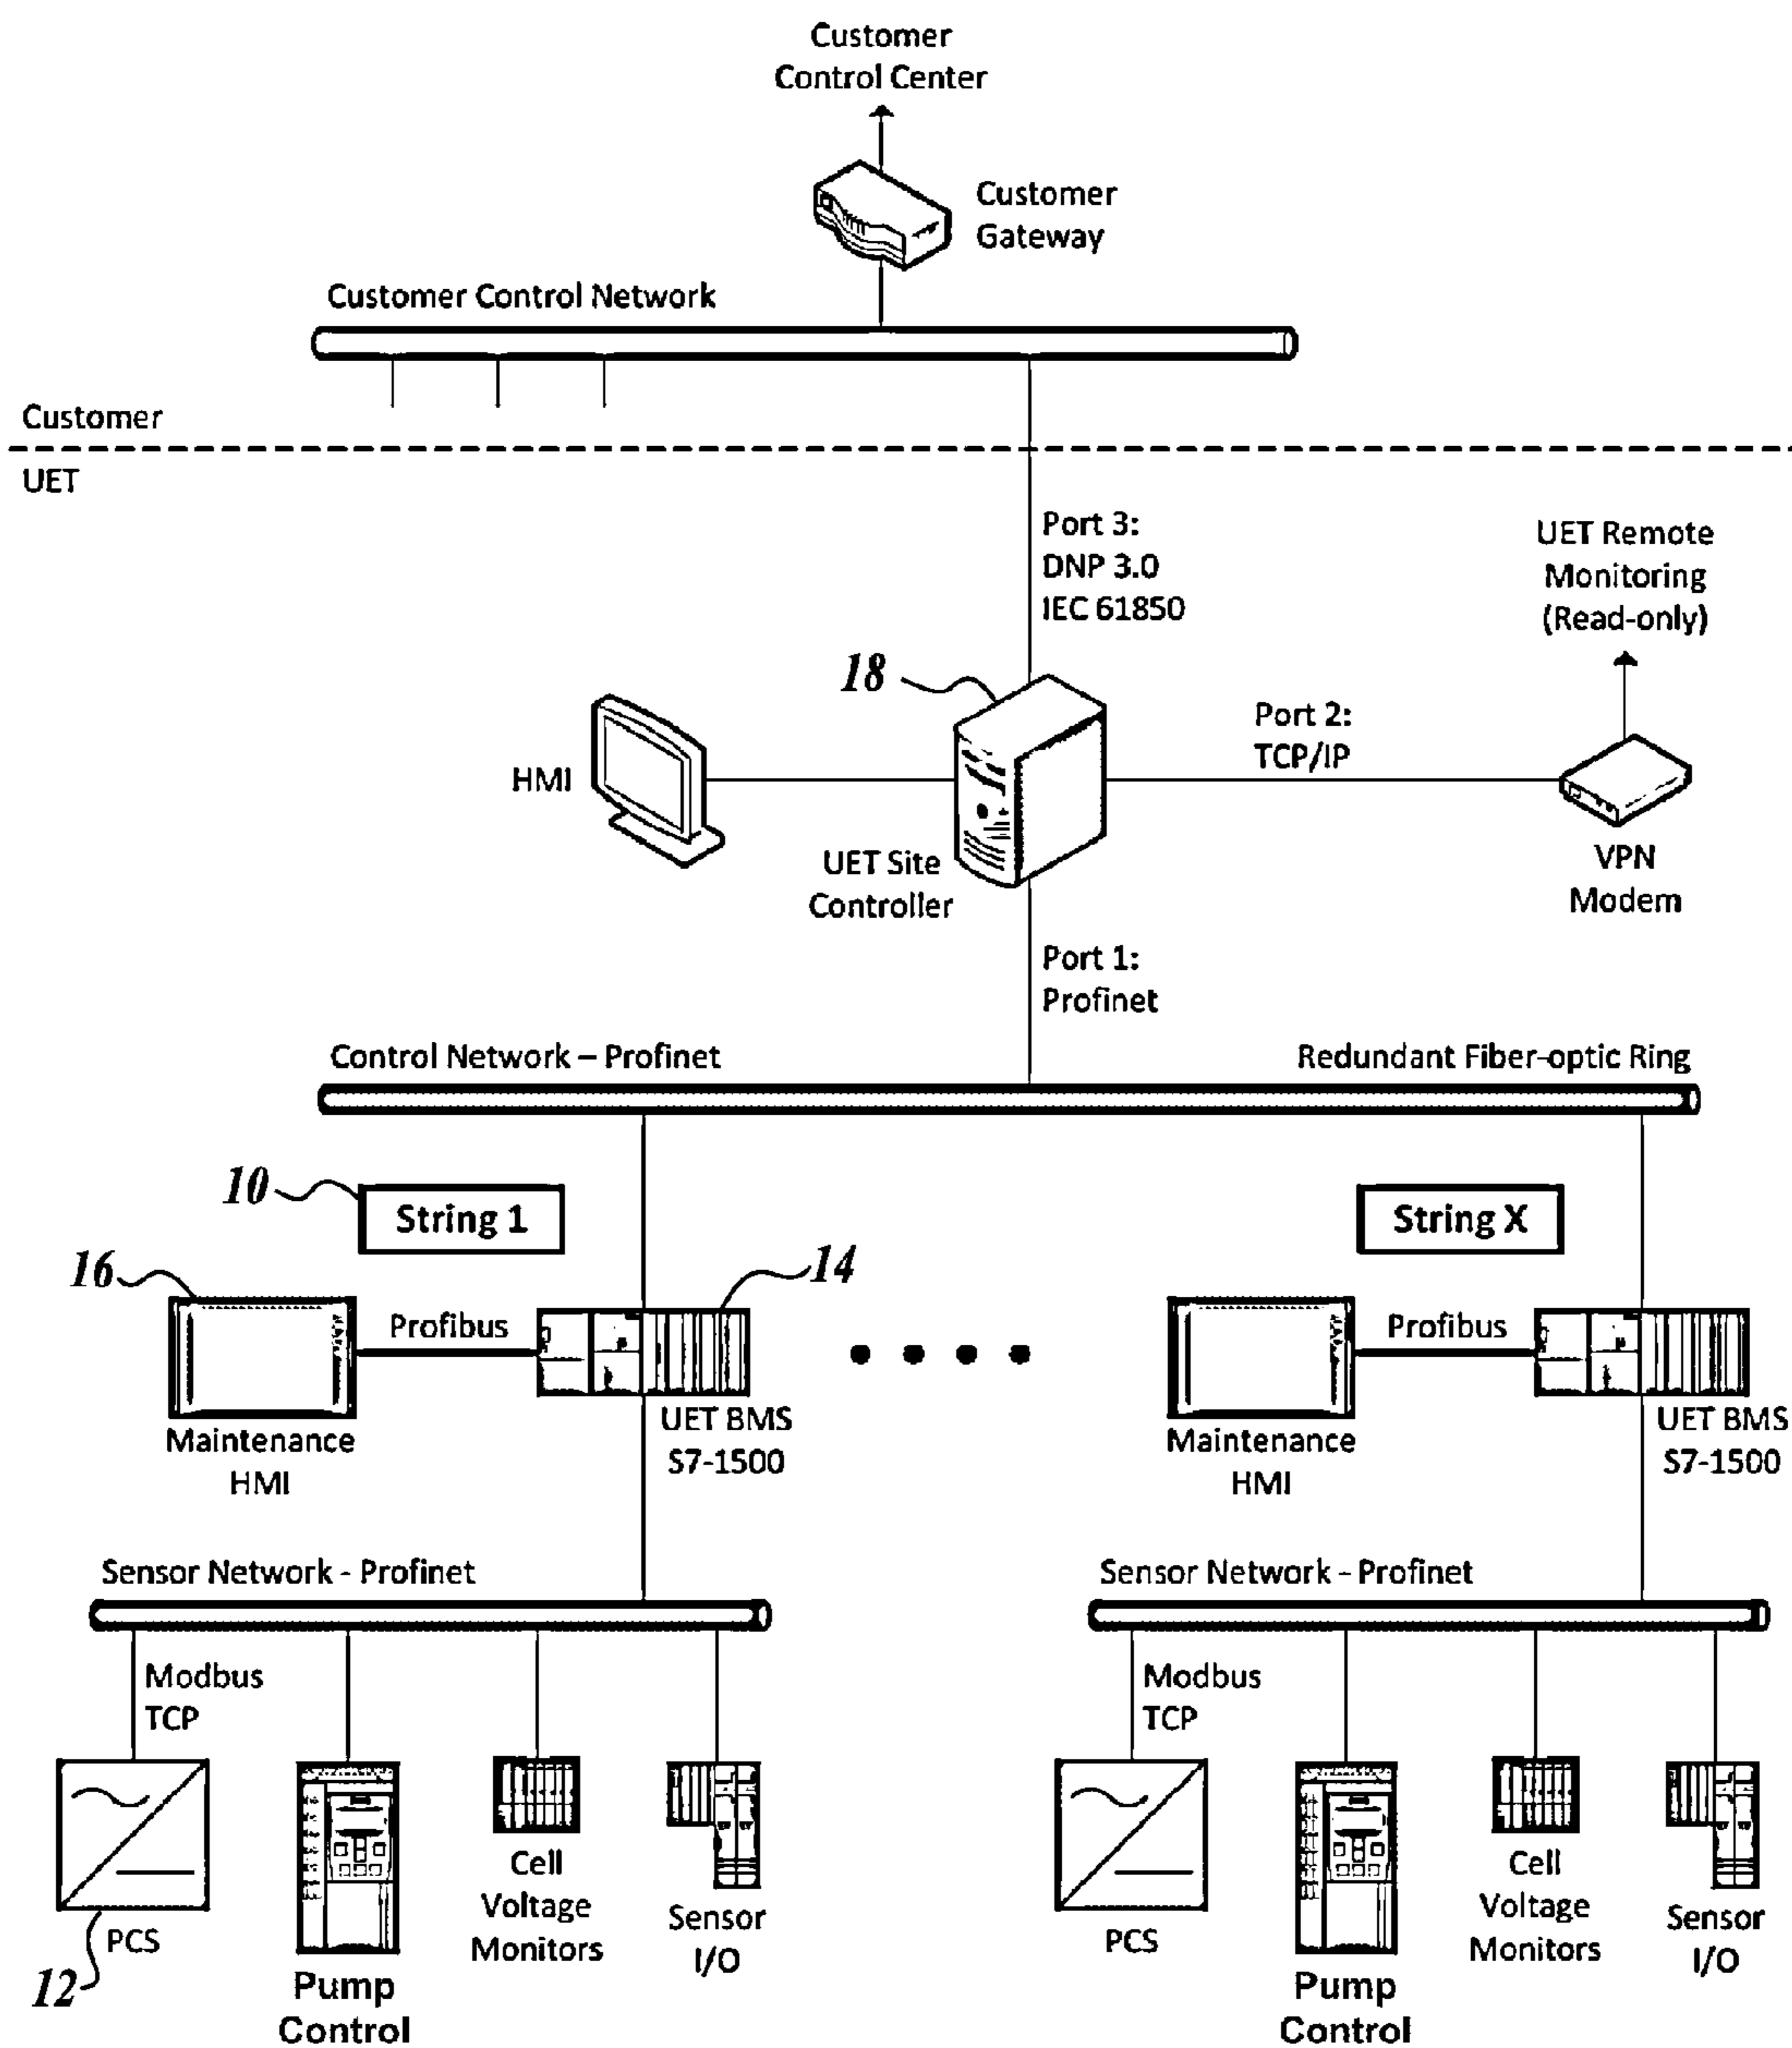 Customer
Control Center
Customer
Gateway
Customer Control Network
Customer
UET
Port 3:
DNP 3.0
IEC 61850
UET Remote
Monitoring
(Read-only)
18
Port 2:
TCP/IP
HMI
UET Site
Controller
VPN
Modem
Port 1:
Profinet
Control Network – Profinet
Redundant Fiber-optic Ring
10
String 1
String X
16
14
Profibus
Profibus
Maintenance
HMI
UET BMS
S7-1500
Maintenance
HMI
UET BMS
S7-1500
Sensor Network - Profinet
Sensor Network - Profinet
Modbus
TCP
Modbus
TCP
PCS
12
Pump
Control
Cell
Voltage
Monitors
Sensor
I/O
PCS
Pump
Control
Cell
Voltage
Monitors
Sensor
I/O